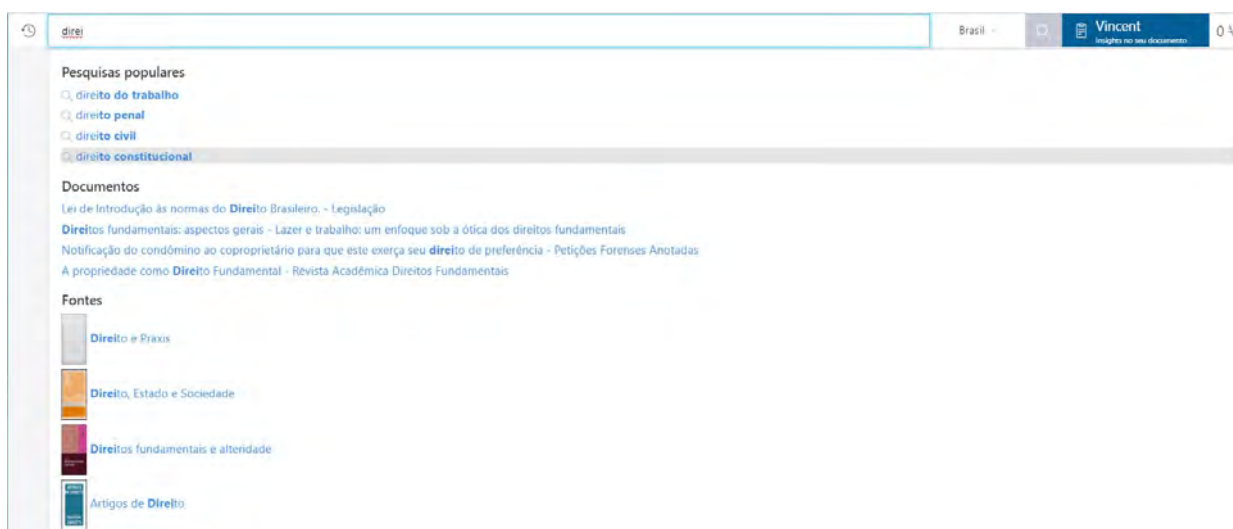 direi
Brasil
Vincent
Insights no seu documento
0
Pesquisas populares
direito do trabalho
direito penal
direito civil
direito constitucional
Documentos
Lei de Introdução às normas do Direito Brasileiro. - Legislação
Direitos fundamentais: aspectos gerais - Lazer e trabalho: um enfoque sob a ótica dos direitos fundamentais
Notificação do condômino ao coproprietário para que este exerça seu direito de preferência - Petições Forenses Anotadas
A propriedade como Direito Fundamental - Revista Acadêmica Direitos Fundamentais
Fontes
Direito e Praxis
Direito, Estado e Sociedade
Direitos fundamentais e alteridade
Artigos de Direito